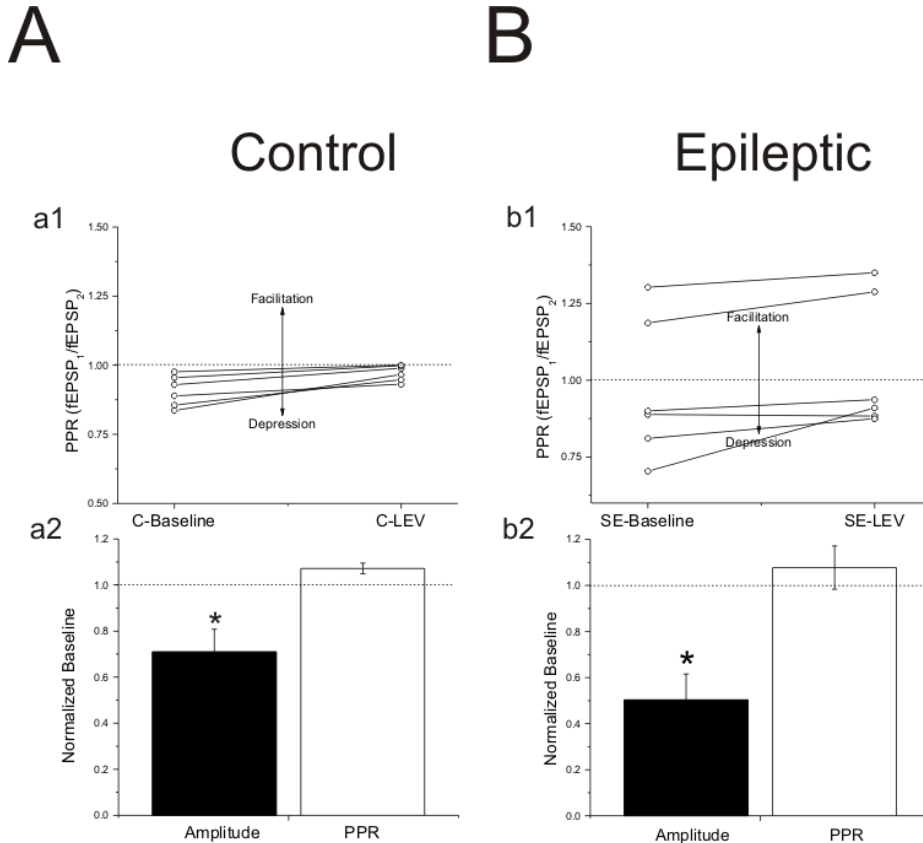 A
B
Control
Epileptic
a1
b1
1.50
1.25
1.00
0.75
0.50
PPR (fEPSP1/fEPSP2)
Facilitation
Depression
C-Baseline
C-LEV
1.50
1.25
1.00
0.75
PPR (fEPSP1/fEPSP2)
Facilitation
Depression
SE-Baseline
SE-LEV
a2
b2
1.2
1.0
0.8
0.6
0.4
0.2
0.0
Normalized Baseline
*
Amplitude
PPR
1.2
1.0
0.8
0.6
0.4
0.2
0.0
Normalized Baseline
*
Amplitude
PPR